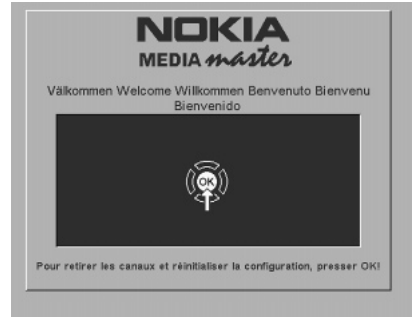 NOKIA
MEDIA master
Välkommen Welcome Willkommen Benvenuto Bienvenu
Bienvenido
OK
Pour retirer les canaux et réinitialiser la configuration, presser OK!